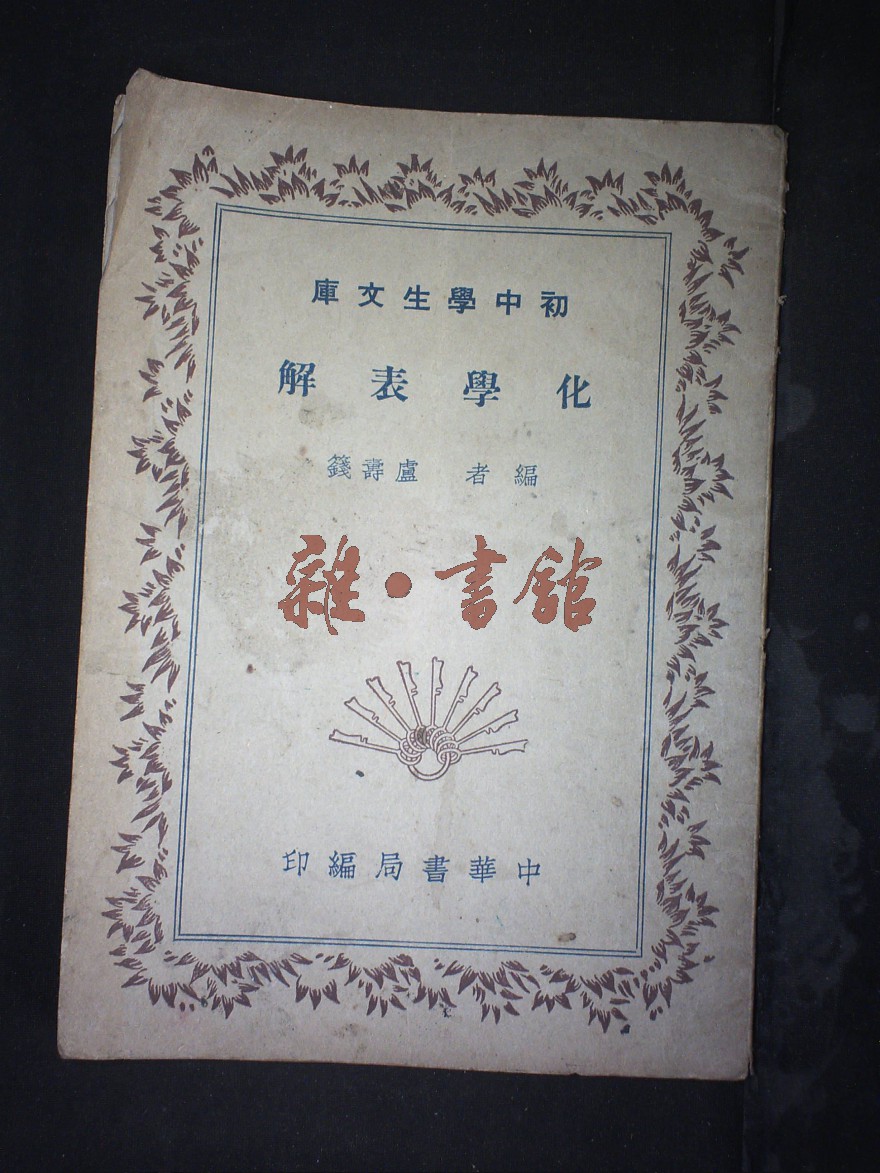 初中學生文庫
化學表解
編者 盧壽籛
雜·書館
中華書局編印